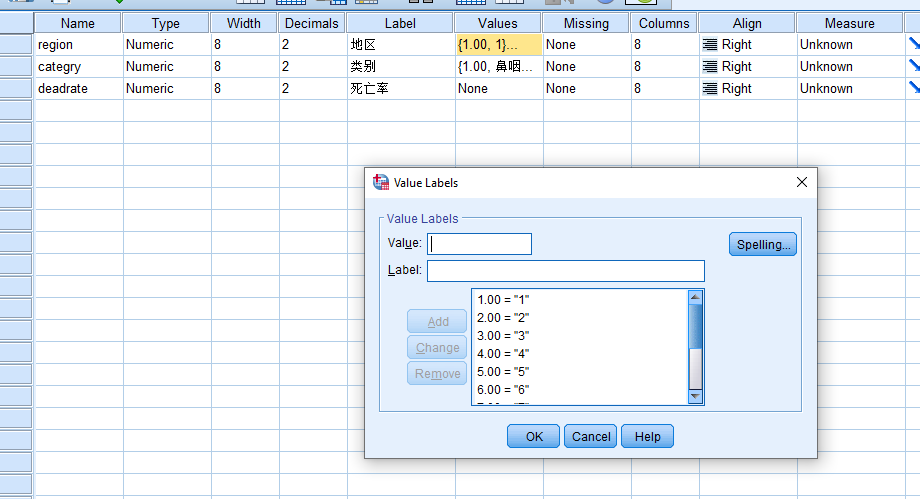 Name Type Width Decimals Label Values Missing Columns Align Measure
region Numeric 8 2 地区 {1.00, 1}... None 8 Right Unknown
categry Numeric 8 2 类别 {1.00, 鼻咽... None 8 Right Unknown
deadrate Numeric 8 2 死亡率 None None 8 Right Unknown
Value Labels
Value Labels
Value:
Spelling...
Label:
1.00 = "1"
2.00 = "2"
3.00 = "3"
4.00 = "4"
5.00 = "5"
6.00 = "6"
Add
Change
Remove
OK Cancel Help